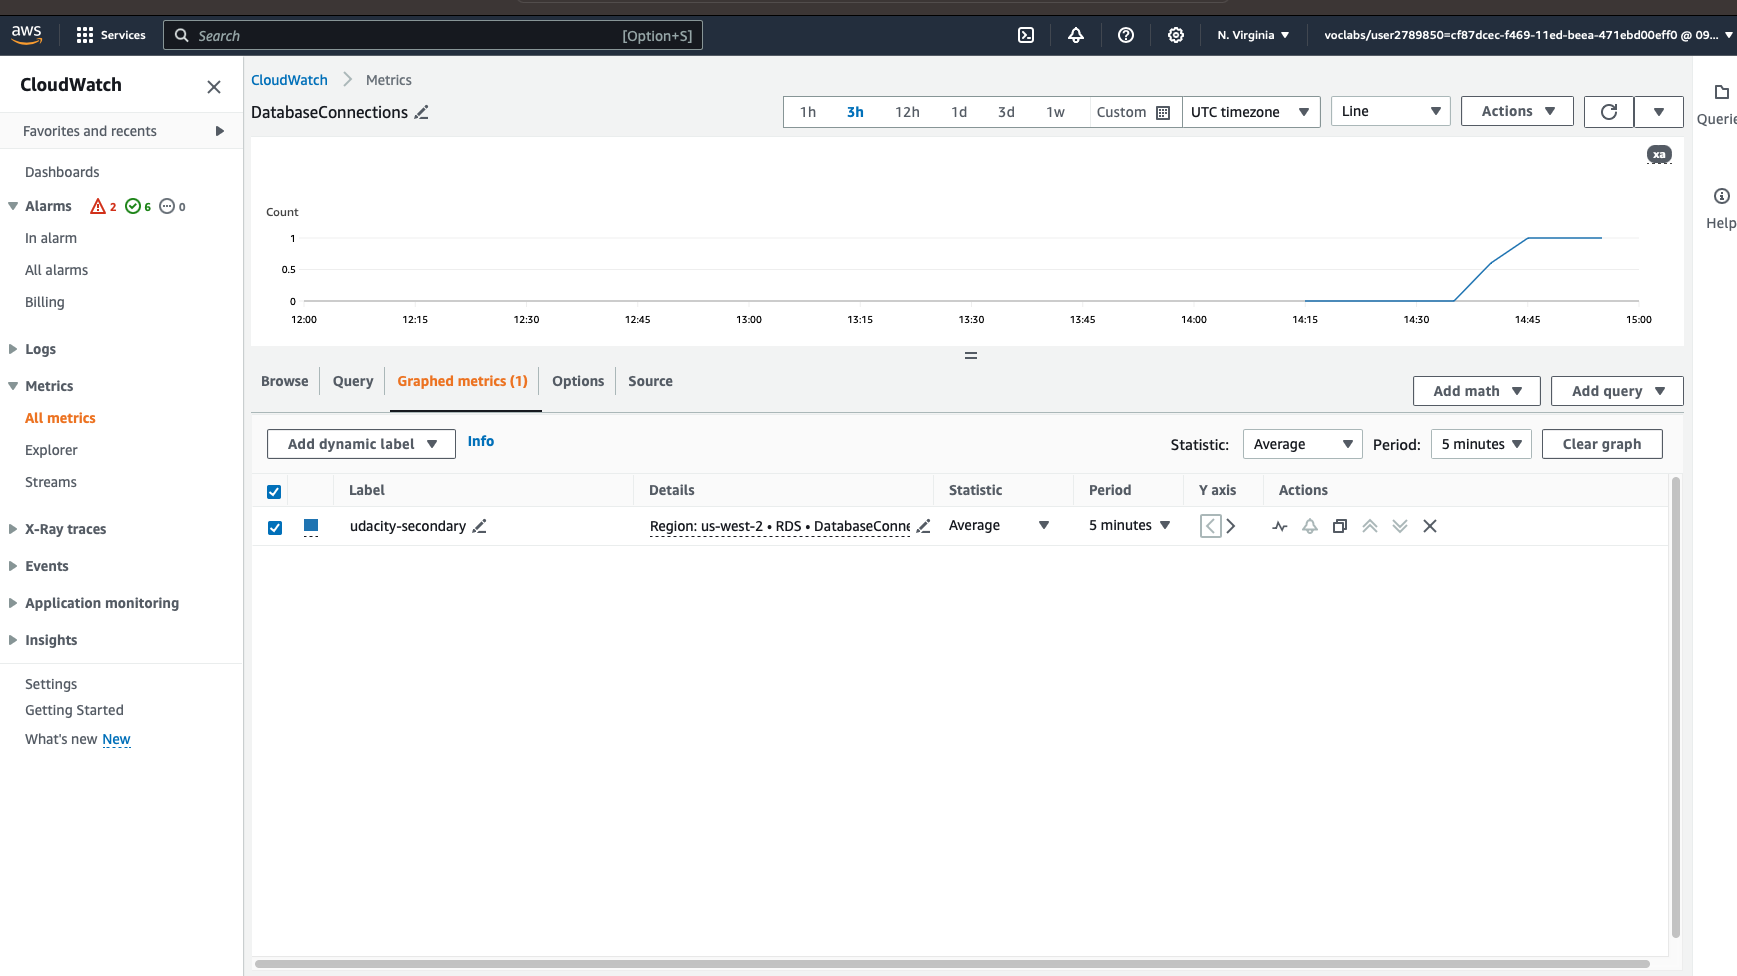 aws
Services
Search
[Option+S]
N. Virginia
voclabs/user2789850=cf87dcec-f469-11ed-beea-471ebd00eff0 @ 09...
CloudWatch
Favorites and recents
Dashboards
Alarms 2 6 0
In alarm
All alarms
Billing
Logs
Metrics
All metrics
Explorer
Streams
X-Ray traces
Events
Application monitoring
Insights
Settings
Getting Started
What's new New
CloudWatch Metrics
DatabaseConnections
1h 3h 12h 1d 3d 1w Custom UTC timezone
Line
Actions
xa
Count
1
0.5
0
12:00 12:15 12:30 12:45 13:00 13:15 13:30 13:45 14:00 14:15 14:30 14:45 15:00
Browse Query Graphed metrics (1) Options Source
Add math Add query
Add dynamic label Info
Statistic: Average Period: 5 minutes Clear graph
Label Details Statistic Period Y axis Actions
udacity-secondary Region: us-west-2 • RDS • DatabaseConne Average 5 minutes
Querie
Help